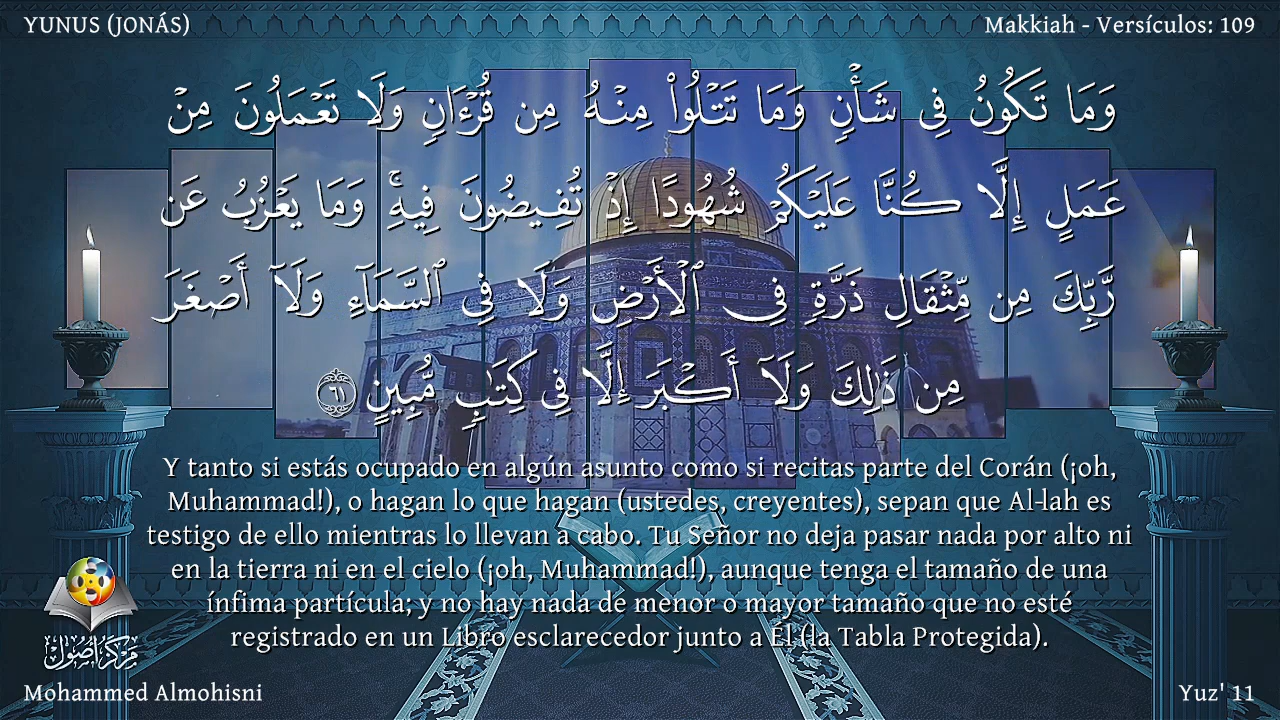 YUNUS (JONÁS)
Makkiah - Versículos: 109
وَمَا تَكُونُ فِى شَأْنٍ وَمَا تَتْلُوا۟ مِنْهُ مِن قُرْءَانٍ وَلَا تَعْمَلُونَ مِنْ
عَمَلٍ إِلَّا كُنَّا عَلَيْكُمْ شُهُودًا إِذْ تُفِيضُونَ فِيهِ ۚ وَمَا يَعْزُبُ عَن
رَّبِّكَ مِن مِّثْقَالِ ذَرَّةٍ فِى ٱلْأَرْضِ وَلَا فِى ٱلسَّمَآءِ وَلَآ أَصْغَرَ
مِن ذَٰلِكَ وَلَآ أَكْبَرَ إِلَّا فِى كِتَٰبٍ مُّبِينٍ ٦١
Y tanto si estás ocupado en algún asunto como si recitas parte del Corán (¡oh,
Muhammad!), o hagan lo que hagan (ustedes, creyentes), sepan que Al-lah es
testigo de ello mientras lo llevan a cabo. Tu Señor no deja pasar nada por alto ni
en la tierra ni en el cielo (¡oh, Muhammad!), aunque tenga el tamaño de una
ínfima partícula; y no hay nada de menor o mayor tamaño que no esté
registrado en un Libro esclarecedor junto a Él (la Tabla Protegida).
مركز أصول
Mohammed Almohisni
Yuz' 11